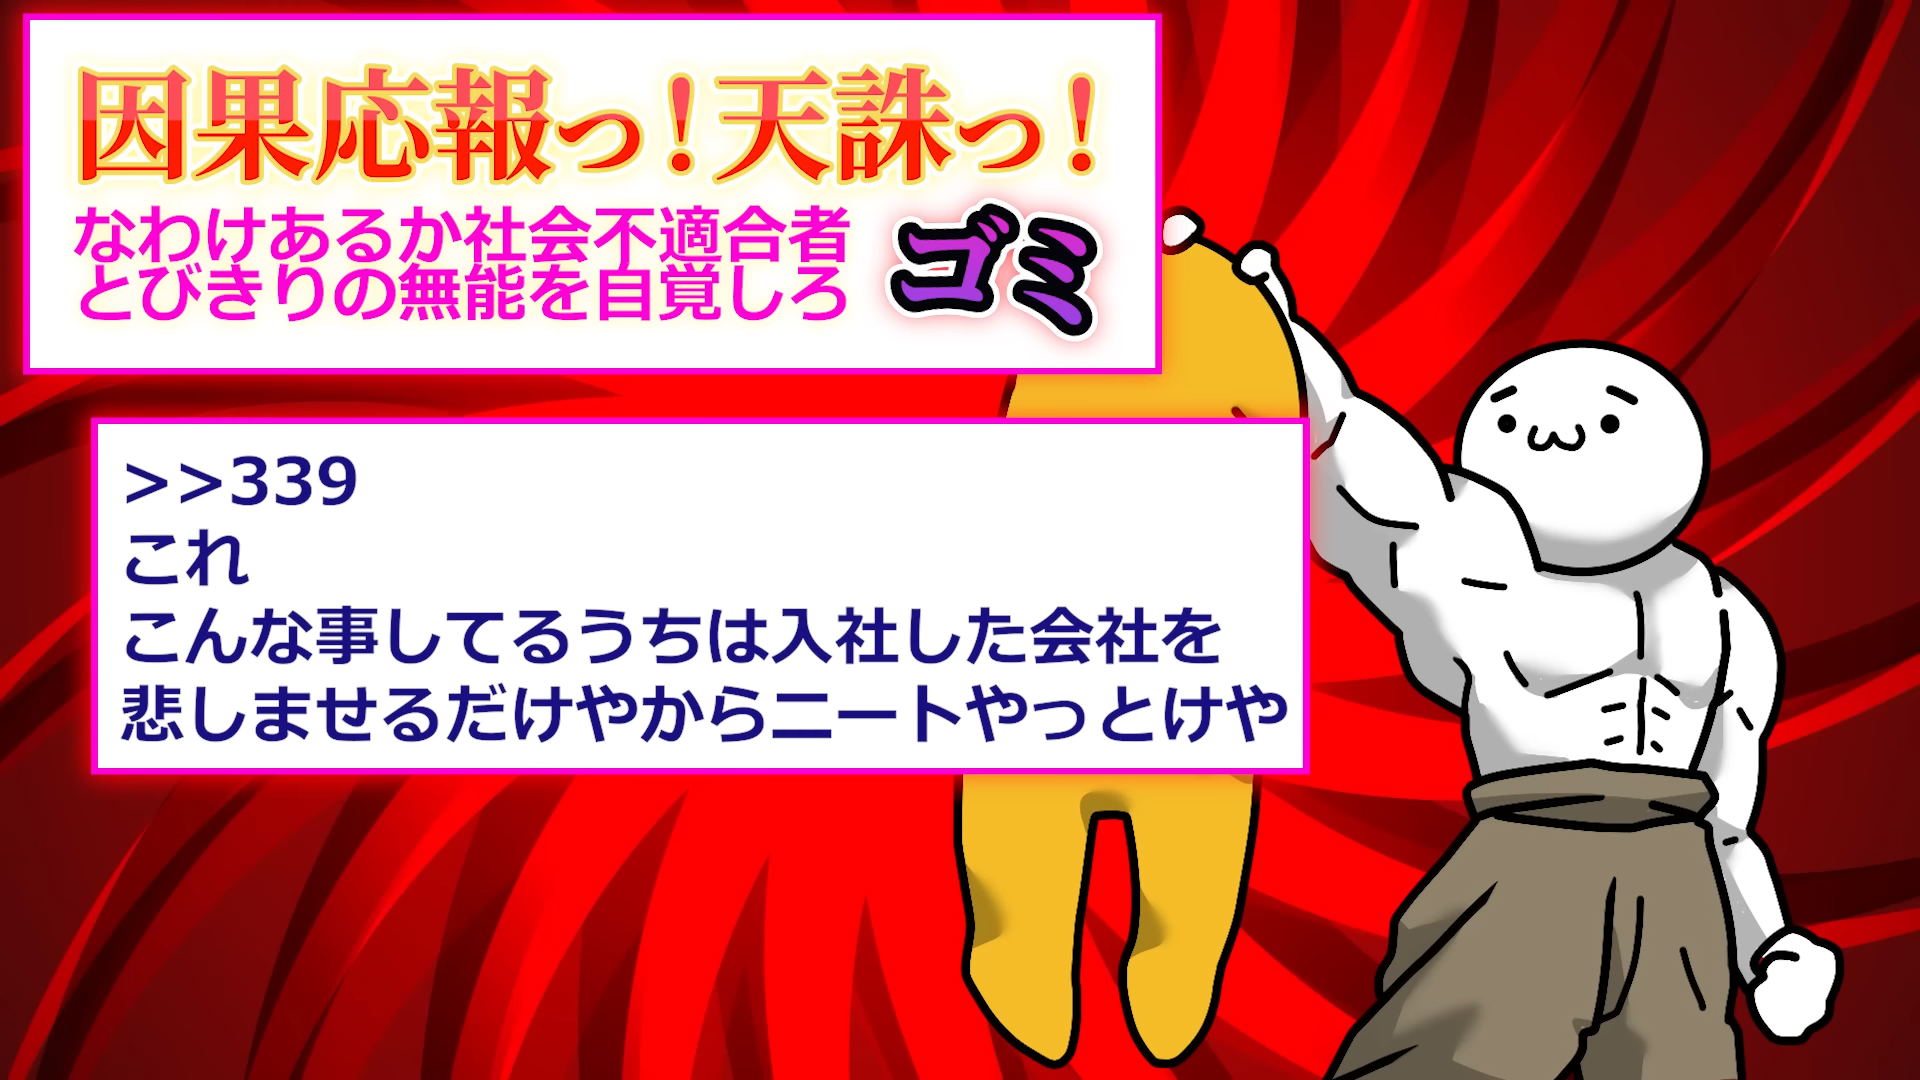 因果応報っ！天誅っ！
なわけあるか社会不適合者
とびきりの無能を自覚しろ
ゴミ
>>339
これ
こんな事してるうちは入社した会社を
悲しませるだけやからニートやっとけや